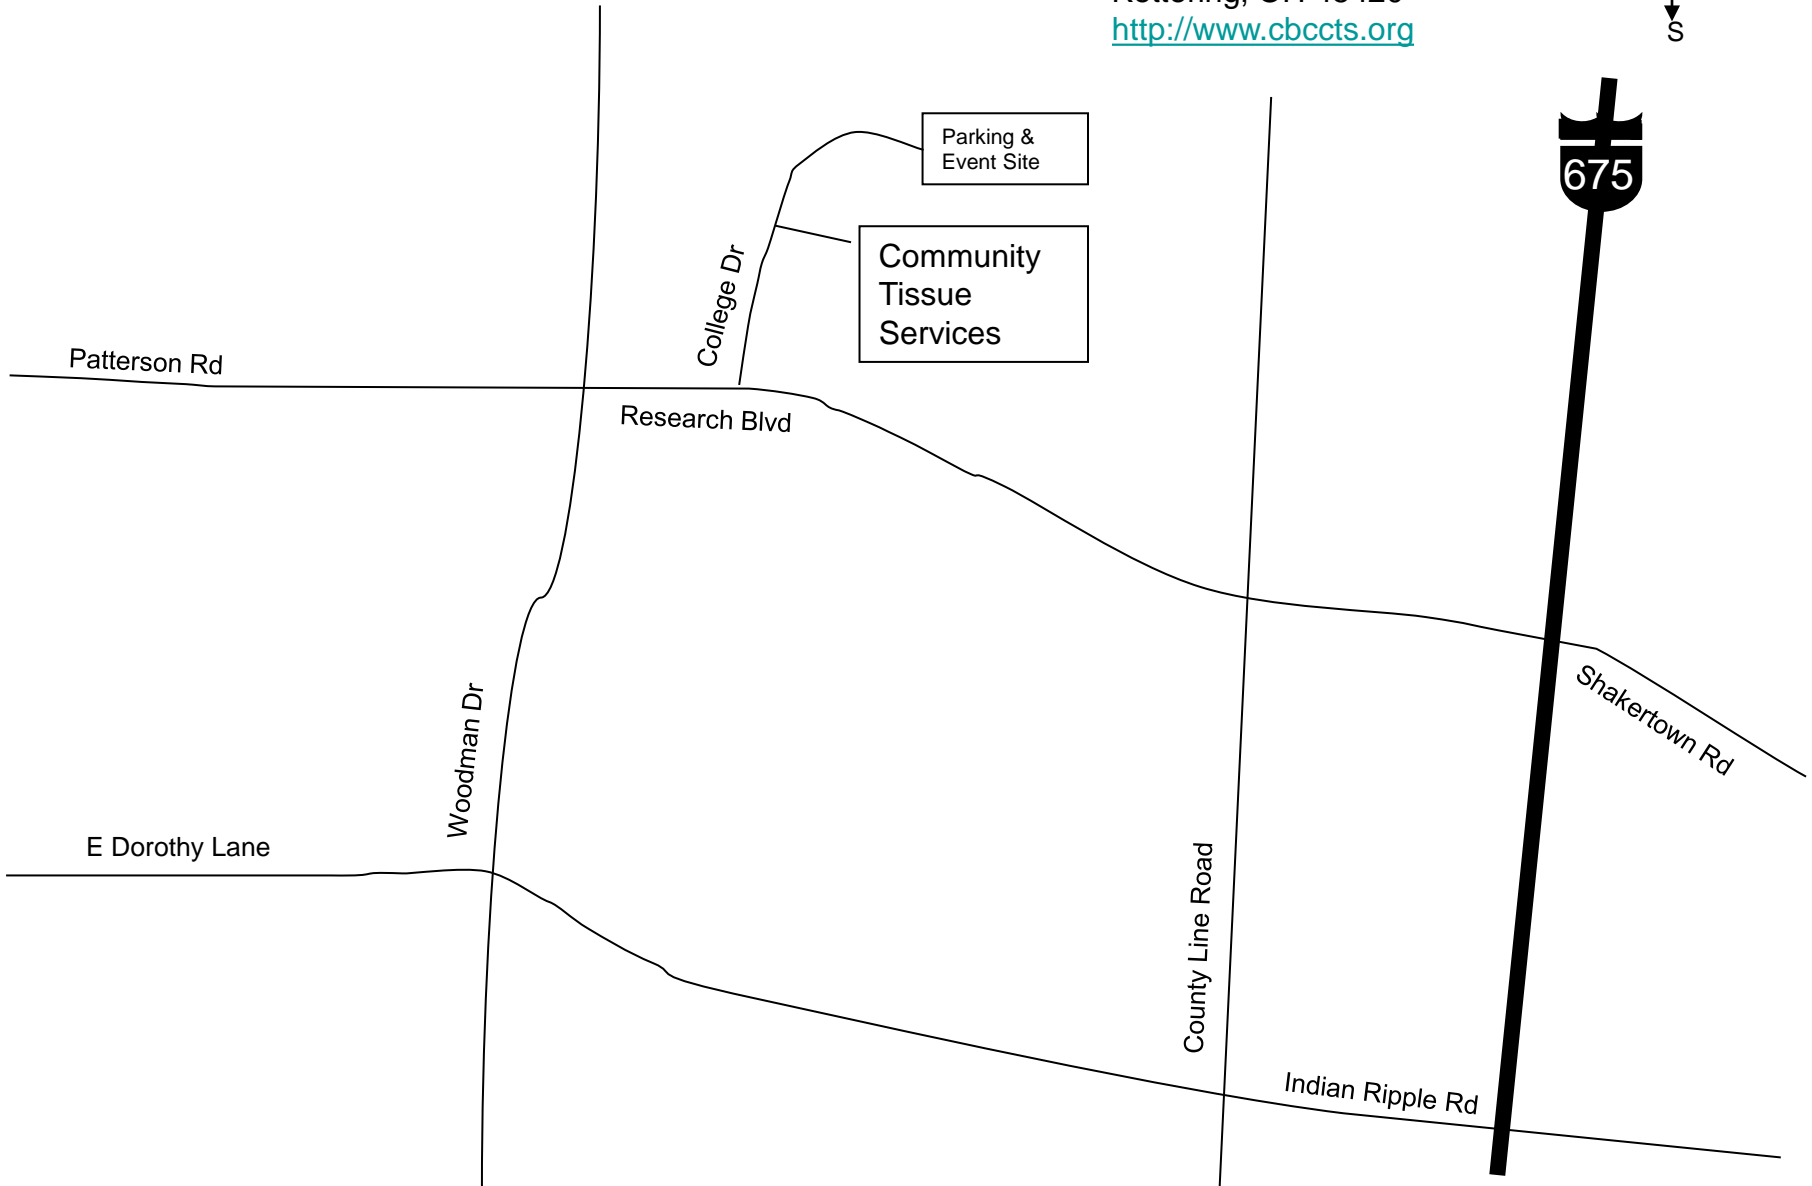 http://www.cbccts.org
S
Parking &
Event Site
675
Community
Tissue
Services
College Dr
Patterson Rd
Research Blvd
Shakertown Rd
Woodman Dr
E Dorothy Lane
County Line Road
Indian Ripple Rd